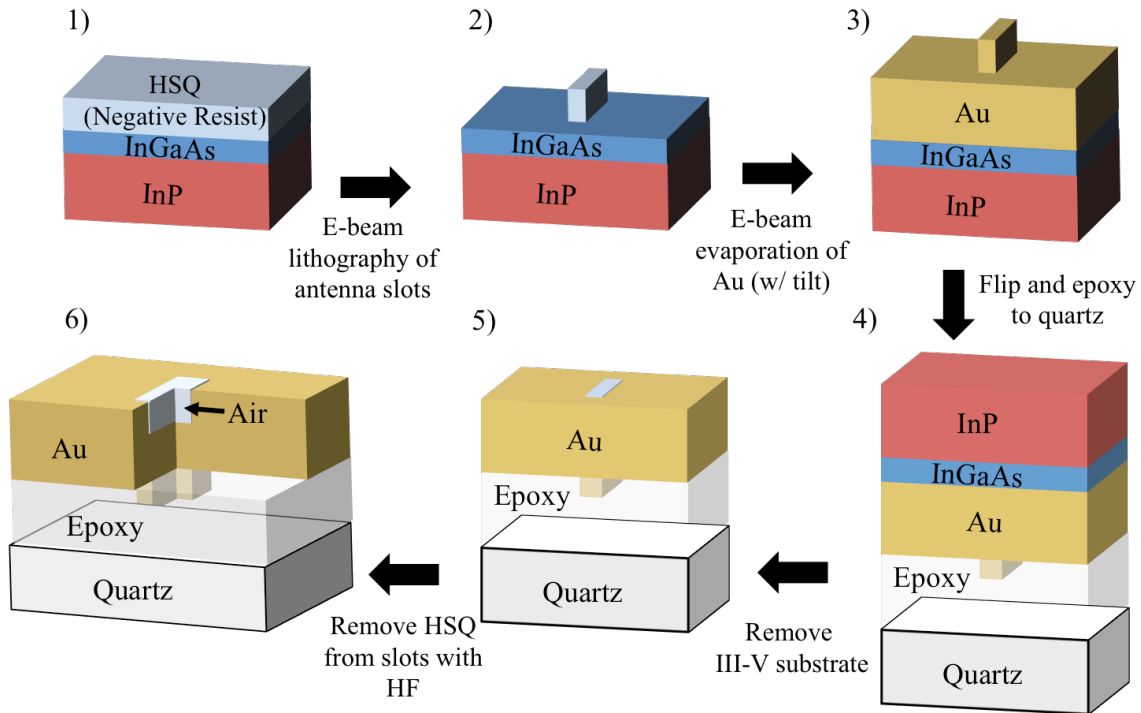 1)
HSQ
(Negative Resist)
InGaAs
InP
E-beam
lithography of
antenna slots
2)
InGaAs
InP
E-beam
evaporation of
Au (w/ tilt)
3)
Au
InGaAs
InP
Flip and epoxy
to quartz
4)
InP
InGaAs
Au
Epoxy
Quartz
Remove
III-V substrate
5)
Au
Epoxy
Quartz
Remove HSQ
from slots with
HF
6)
Air
Au
Epoxy
Quartz